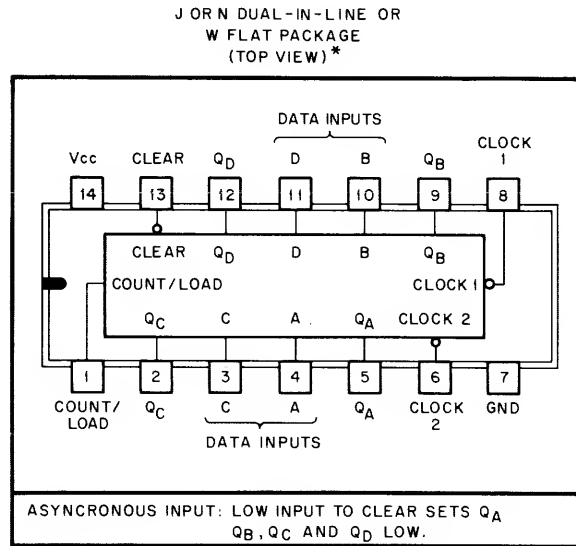 J OR N DUAL-IN-LINE OR
W FLAT PACKAGE
(TOP VIEW)*
DATA INPUTS
Vcc CLEAR QD D B QB CLOCK 1
14 13 12 11 10 9 8
CLEAR QD D B QB
COUNT/LOAD CLOCK 1
QC C A QA CLOCK 2
1 2 3 4 5 6 7
COUNT/LOAD QC C A QA CLOCK 2 GND
DATA INPUTS
ASYNCRONOUS INPUT: LOW INPUT TO CLEAR SETS QA
QB, QC AND QD LOW.